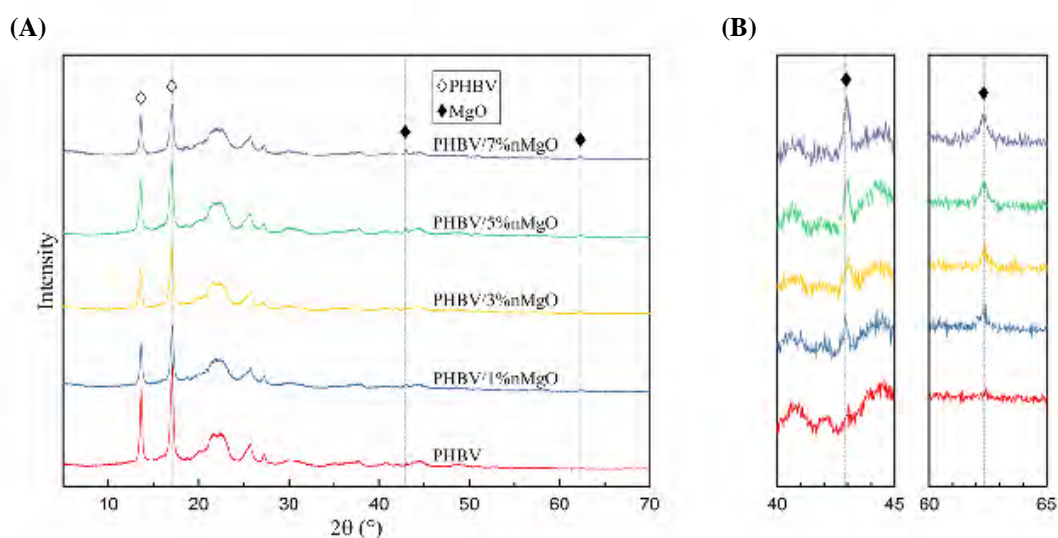 (A)
(B)
◇PHBV
◆MgO
PHBV/7%nMgO
PHBV/5%nMgO
PHBV/3%nMgO
PHBV/1%nMgO
PHBV
Intensity
10 20 30 40 50 60 70
2θ (°)
40 45 60 65